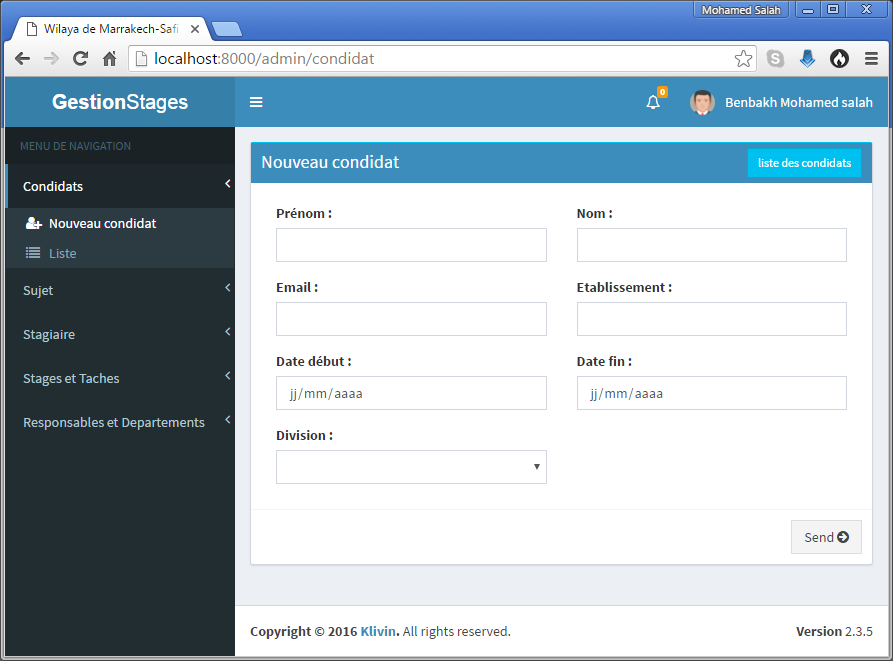 Mohamed Salah
Wilaya de Marrakech-Safi
localhost:8000/admin/condidat
GestionStages
0
Benbakh Mohamed salah
MENU DE NAVIGATION
Condidats
Nouveau condidat
Liste
Sujet
Stagiaire
Stages et Taches
Responsables et Departements
Nouveau condidat
liste des condidats
Prénom :
Nom :
Email :
Etablissement :
Date début :
Date fin :
jj/mm/aaaa
jj/mm/aaaa
Division :
Send
Copyright © 2016 Klivin. All rights reserved.
Version 2.3.5